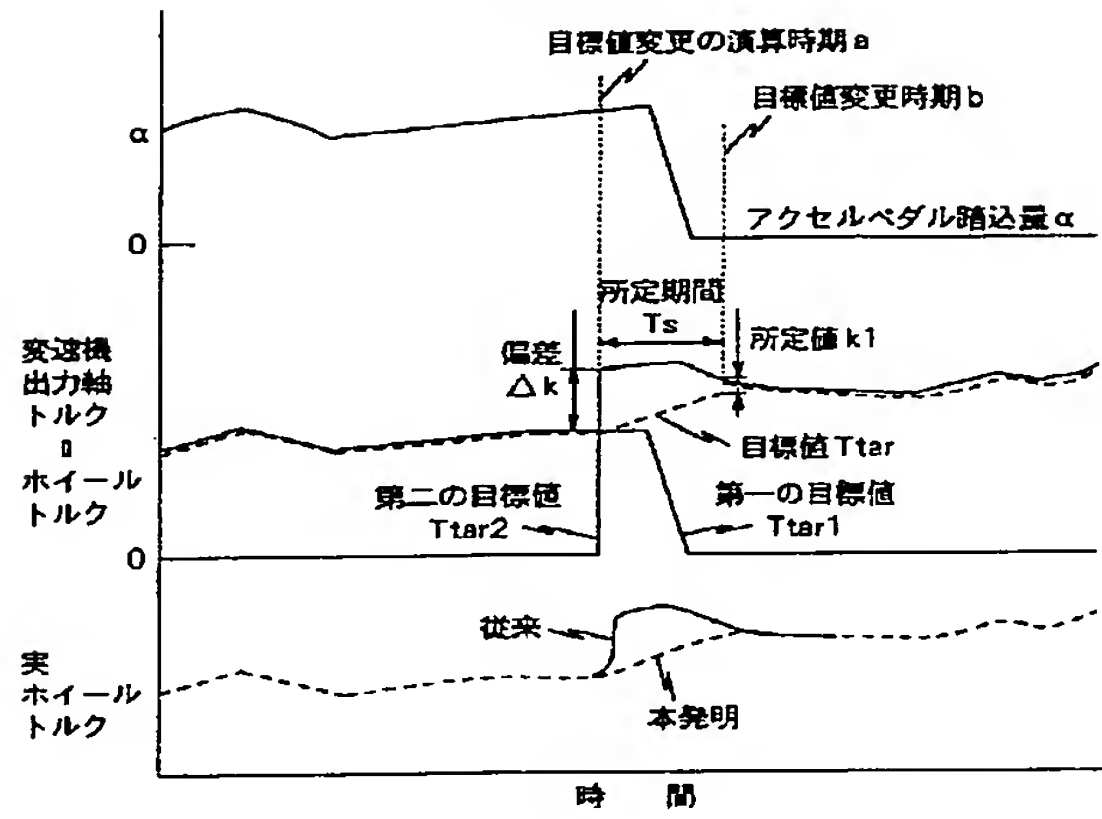 目標値変更の演算時期a
目標値変更時期b
α
アクセルペダル踏込量α
0
所定期間
Ts
所定値k1
偏差
△k
変速機
出力軸
トルク
ホイール
トルク
目標値Ttar
第二の目標値
Ttar2
第一の目標値
Ttar1
0
従来
実
ホイール
トルク
本発明
時 間